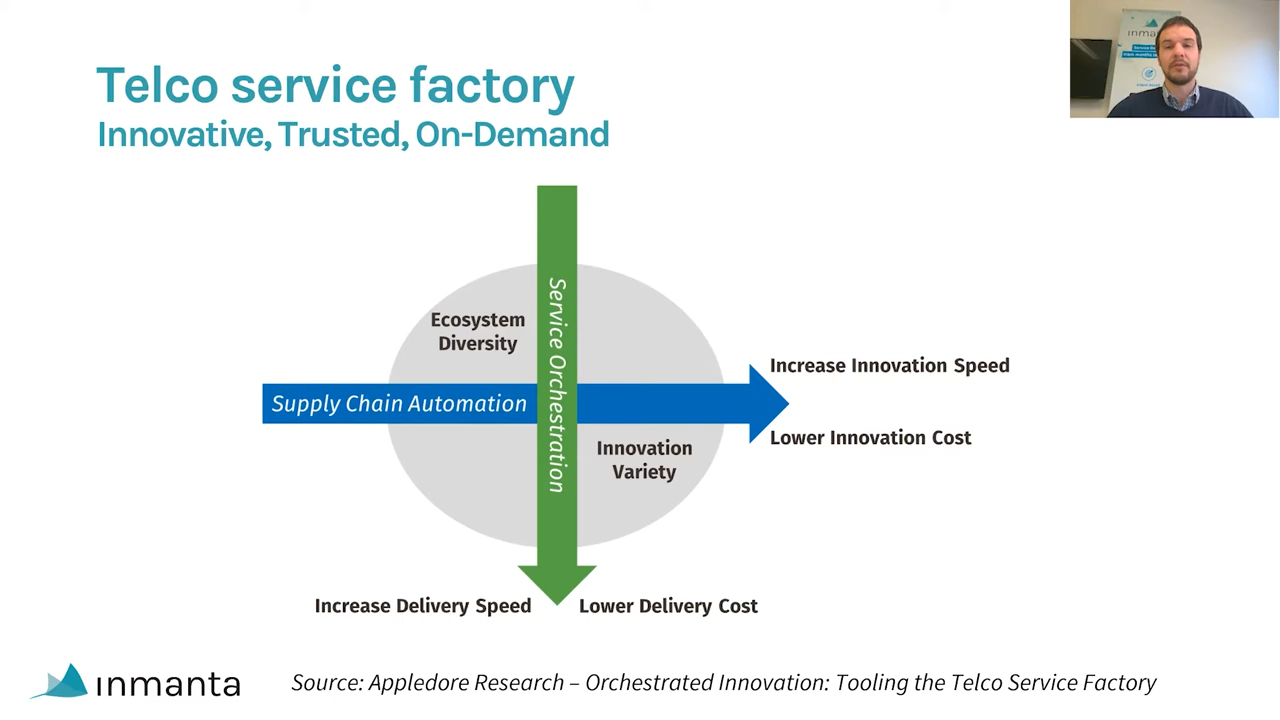 Telco service factory
Innovative, Trusted, On-Demand
inma
Service Orchestration
Ecosystem
Diversity
Supply Chain Automation
Innovation
Variety
Increase Innovation Speed
Lower Innovation Cost
Increase Delivery Speed
Lower Delivery Cost
inmanta
Source: Appledore Research – Orchestrated Innovation: Tooling the Telco Service Factory